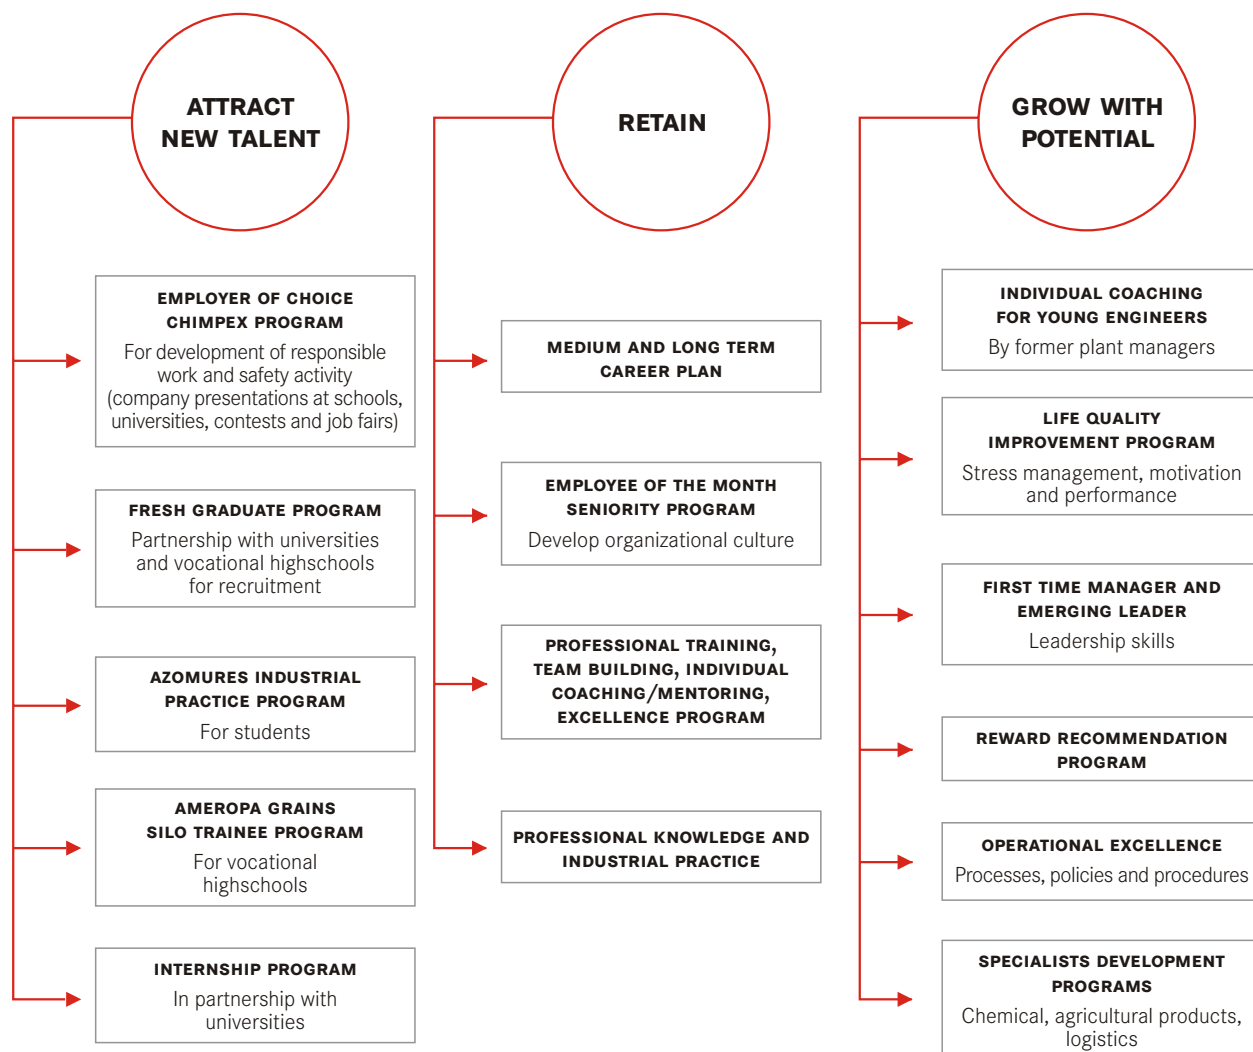 ATTRACT
NEW TALENT
EMPLOYER OF CHOICE
CHIMPEX PROGRAM
For development of responsible
work and safety activity
(company presentations at schools,
universities, contests and job fairs)
FRESH GRADUATE PROGRAM
Partnership with universities
and vocational highschools
for recruitment
AZOMURES INDUSTRIAL
PRACTICE PROGRAM
For students
AMEROPA GRAINS
SILO TRAINEE PROGRAM
For vocational
highschools
INTERNSHIP PROGRAM
In partnership with
universities
RETAIN
MEDIUM AND LONG TERM
CAREER PLAN
EMPLOYEE OF THE MONTH
SENIORITY PROGRAM
Develop organizational culture
PROFESSIONAL TRAINING,
TEAM BUILDING, INDIVIDUAL
COACHING/MENTORING,
EXCELLENCE PROGRAM
PROFESSIONAL KNOWLEDGE AND
INDUSTRIAL PRACTICE
GROW WITH
POTENTIAL
INDIVIDUAL COACHING
FOR YOUNG ENGINEERS
By former plant managers
LIFE QUALITY
IMPROVEMENT PROGRAM
Stress management, motivation
and performance
FIRST TIME MANAGER AND
EMERGING LEADER
Leadership skills
REWARD RECOMMENDATION
PROGRAM
OPERATIONAL EXCELLENCE
Processes, policies and procedures
SPECIALISTS DEVELOPMENT
PROGRAMS
Chemical, agricultural products,
logistics